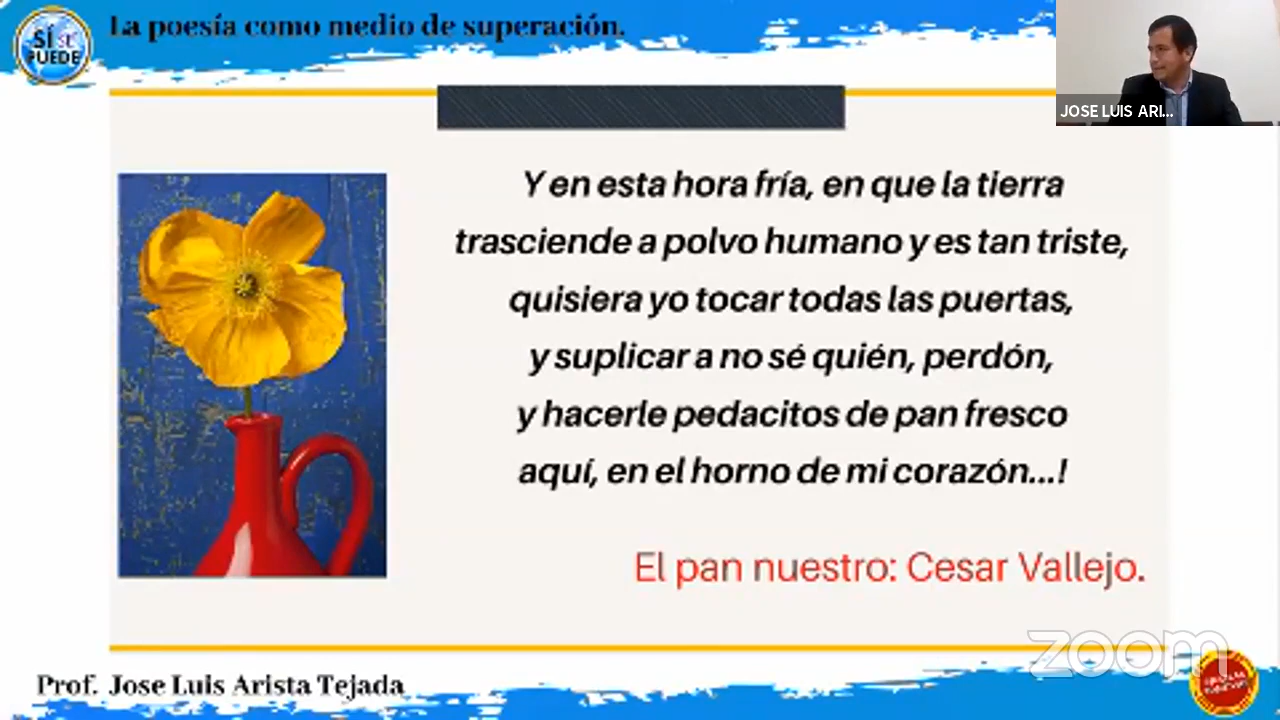 SÍ se
PUEDE
La poesía como medio de superación.
JOSE LUIS ARI...
Y en esta hora fría, en que la tierra
trasciende a polvo humano y es tan triste,
quisiera yo tocar todas las puertas,
y suplicar a no sé quién, perdón,
y hacerle pedacitos de pan fresco
aquí, en el horno de mi corazón...!
El pan nuestro: Cesar Vallejo.
zoom
Prof. Jose Luis Arista Tejada